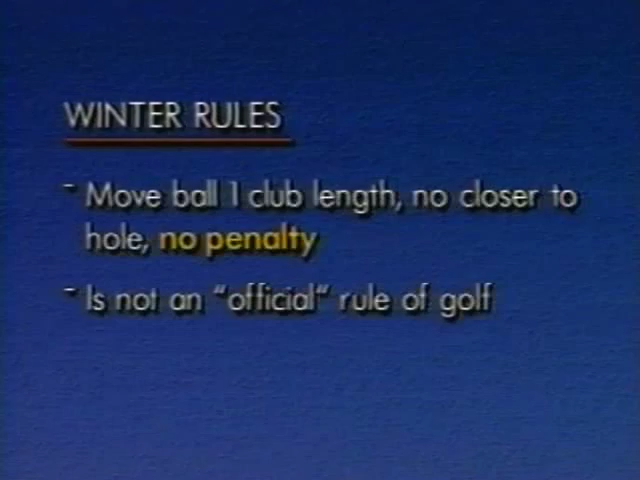 WINTER RULES
- Move ball 1 club length, no closer to
hole, no penalty
- Is not an “official“ rule of golf